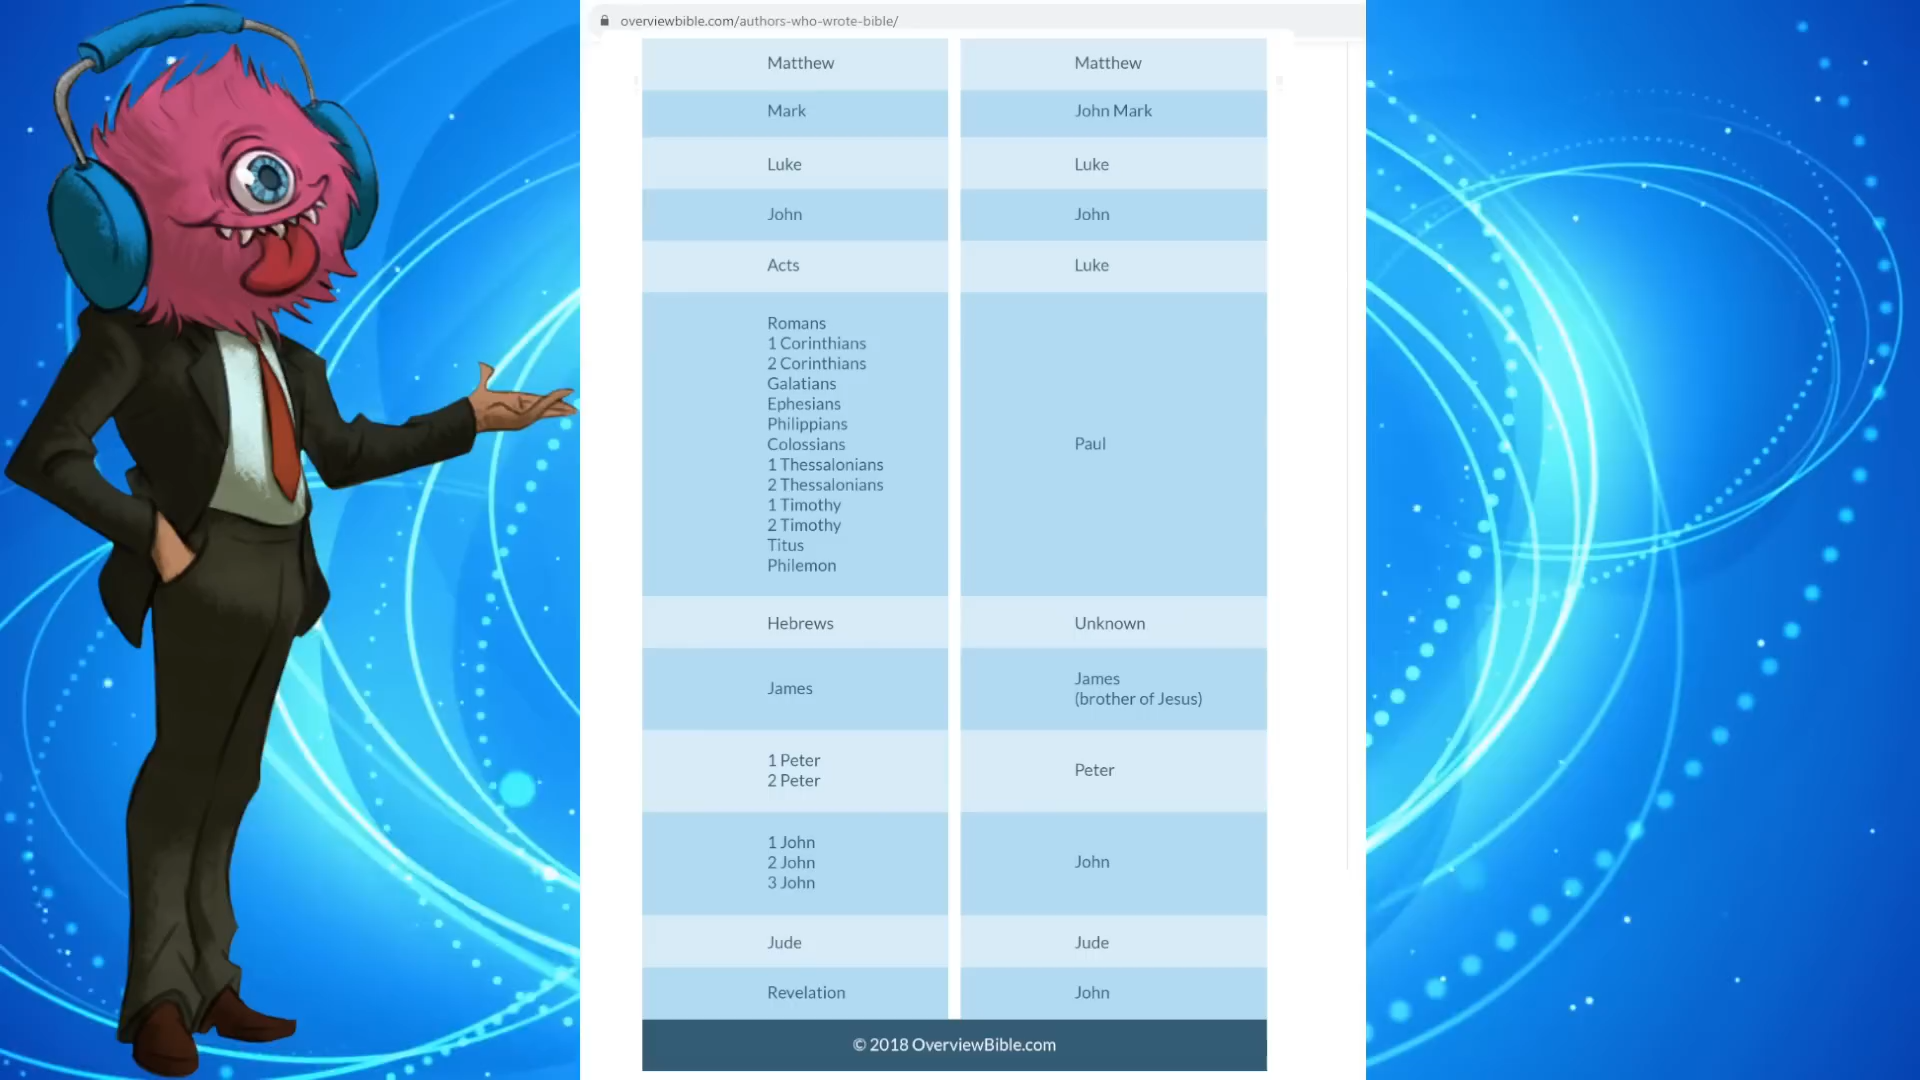 overviewbible.com/authors-who-wrote-bible/
Matthew Matthew
Mark John Mark
Luke Luke
John John
Acts Luke
Romans
1 Corinthians
2 Corinthians
Galatians
Ephesians
Philippians
Colossians
1 Thessalonians
2 Thessalonians
1 Timothy
2 Timothy
Titus
Philemon
Paul
Hebrews Unknown
James
James
(brother of Jesus)
1 Peter
2 Peter
Peter
1 John
2 John
3 John
John
Jude Jude
Revelation John
© 2018 OverviewBible.com